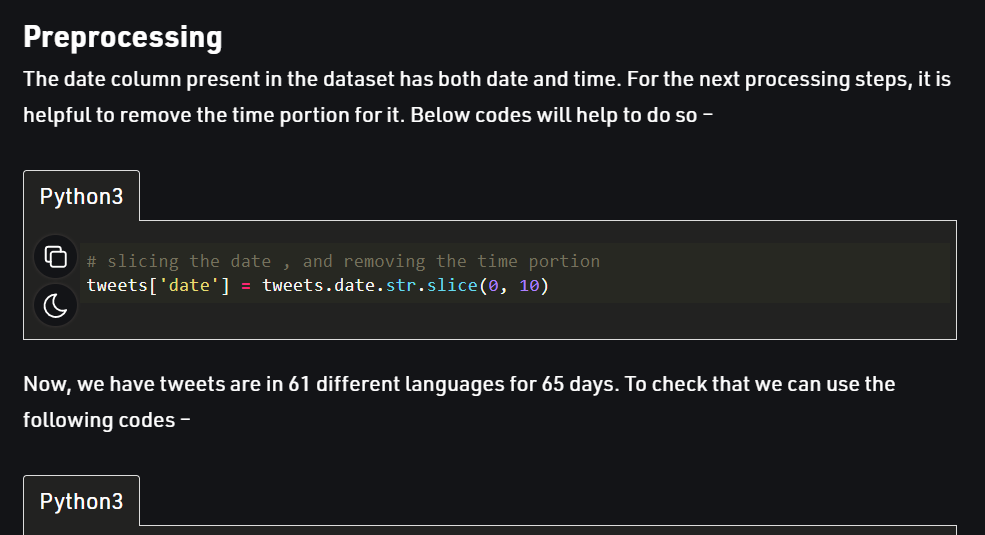 Preprocessing
The date column present in the dataset has both date and time. For the next processing steps, it is
helpful to remove the time portion for it. Below codes will help to do so –
Python3
# slicing the date , and removing the time portion
tweets['date'] = tweets.date.str.slice(0, 10)
Now, we have tweets are in 61 different languages for 65 days. To check that we can use the
following codes –
Python3